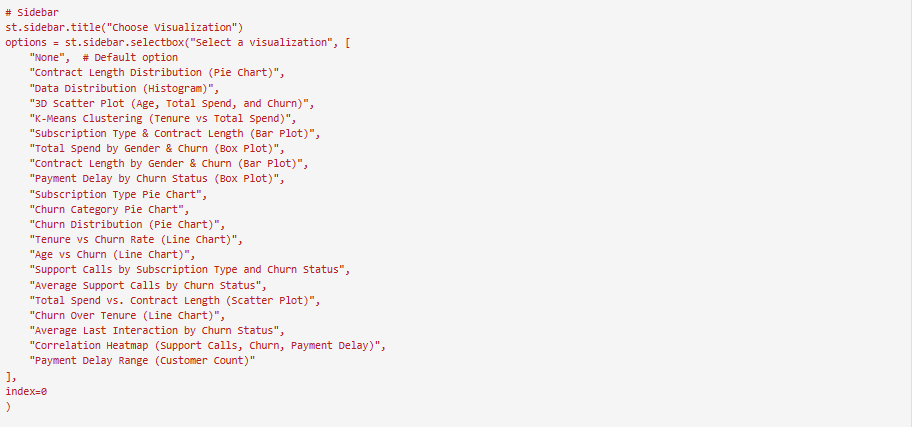 # Sidebar
st.sidebar.title("Choose Visualization")
options = st.sidebar.selectbox("Select a visualization", [
    "None",  # Default option
    "Contract Length Distribution (Pie Chart)",
    "Data Distribution (Histogram)",
    "3D Scatter Plot (Age, Total Spend, and Churn)",
    "K-Means Clustering (Tenure vs Total Spend)",
    "Subscription Type & Contract Length (Bar Plot)",
    "Total Spend by Gender & Churn (Box Plot)",
    "Contract Length by Gender & Churn (Bar Plot)",
    "Payment Delay by Churn Status (Box Plot)",
    "Subscription Type Pie Chart",
    "Churn Category Pie Chart",
    "Churn Distribution (Pie Chart)",
    "Tenure vs Churn Rate (Line Chart)",
    "Age vs Churn (Line Chart)",
    "Support Calls by Subscription Type and Churn Status",
    "Average Support Calls by Churn Status",
    "Total Spend vs. Contract Length (Scatter Plot)",
    "Churn Over Tenure (Line Chart)",
    "Average Last Interaction by Churn Status",
    "Correlation Heatmap (Support Calls, Churn, Payment Delay)",
    "Payment Delay Range (Customer Count)"
],
index=0
)